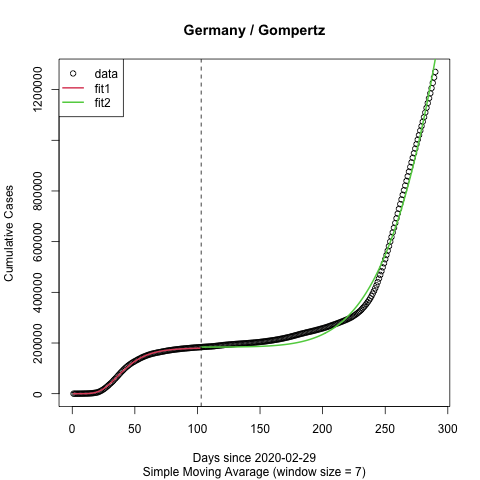 Germany / Gompertz
data
fit1
fit2
Cumulative Cases
0
200000
400000
600000
800000
1200000
0
50
100
150
200
250
300
Days since 2020-02-29
Simple Moving Avarage (window size = 7)